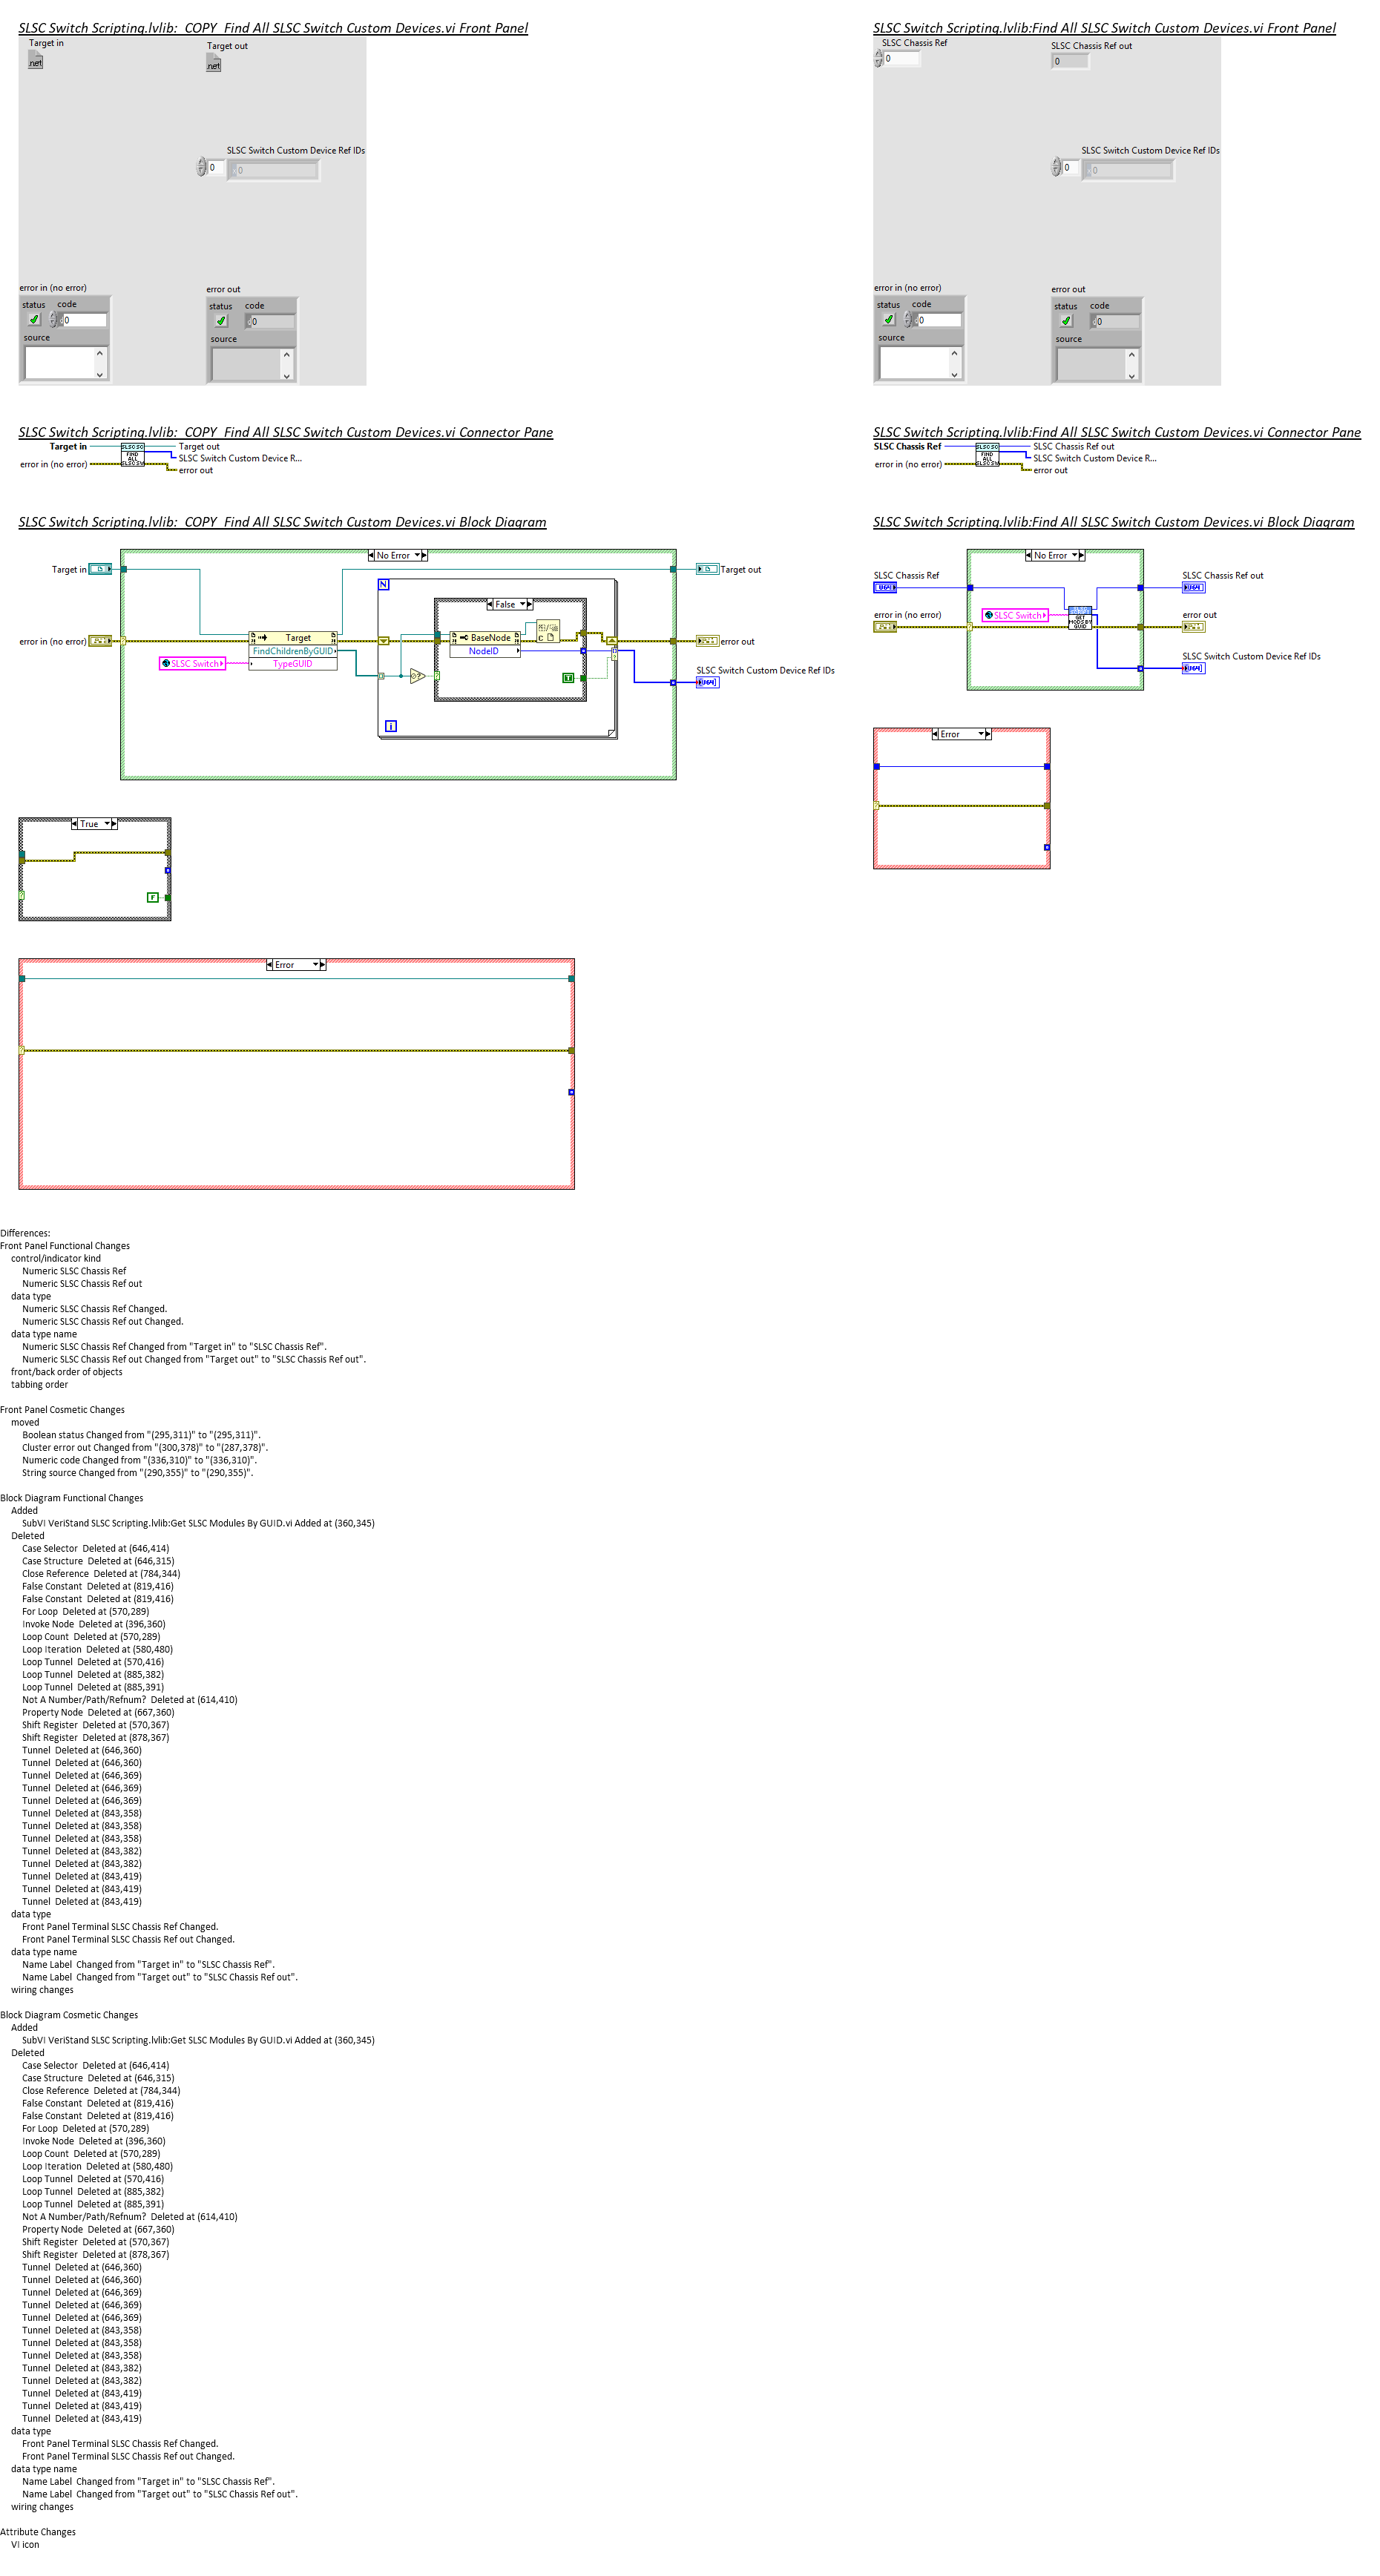 SLSC Switch Scripting.lvlib:  COPY  Find All SLSC Switch Custom Devices.vi Front Panel
Target in
.net
Target out
.net
SLSC Switch Custom Device Ref IDs
0
0
error in (no error)
status
code
0
source
error out
status
code
0
source
SLSC Switch Scripting.lvlib:Find All SLSC Switch Custom Devices.vi Front Panel
SLSC Chassis Ref
0
SLSC Chassis Ref out
0
SLSC Switch Custom Device Ref IDs
0
0
error in (no error)
status
code
0
source
error out
status
code
0
source
SLSC Switch Scripting.lvlib:  COPY  Find All SLSC Switch Custom Devices.vi Connector Pane
Target in
error in (no error)
FIND
ALL
Target out
SLSC Switch Custom Device R...
error out
SLSC Switch Scripting.lvlib:Find All SLSC Switch Custom Devices.vi Connector Pane
SLSC Chassis Ref
error in (no error)
FIND
ALL
SLSC Chassis Ref out
SLSC Switch Custom Device R...
error out
SLSC Switch Scripting.lvlib:  COPY  Find All SLSC Switch Custom Devices.vi Block Diagram
No Error
Target in
Target out
N
False
error in (no error)
Target
BaseNode
error out
FindChildrenByGUID
NodeID
SLSC Switch
TypeGUID
SLSC Switch Custom Device Ref IDs
T
i
True
F
Error
SLSC Switch Scripting.lvlib:Find All SLSC Switch Custom Devices.vi Block Diagram
No Error
SLSC Chassis Ref
SLSC Chassis Ref out
error in (no error)
SLSC Switch
GET
MODS BY
GUID
error out
SLSC Switch Custom Device Ref IDs
Error
Differences:
Front Panel Functional Changes
control/indicator kind
Numeric SLSC Chassis Ref
Numeric SLSC Chassis Ref out
data type
Numeric SLSC Chassis Ref Changed.
Numeric SLSC Chassis Ref out Changed.
data type name
Numeric SLSC Chassis Ref Changed from "Target in" to "SLSC Chassis Ref".
Numeric SLSC Chassis Ref out Changed from "Target out" to "SLSC Chassis Ref out".
front/back order of objects
tabbing order
Front Panel Cosmetic Changes
moved
Boolean status Changed from "(295,311)" to "(295,311)".
Cluster error out Changed from "(300,378)" to "(287,378)".
Numeric code Changed from "(336,310)" to "(336,310)".
String source Changed from "(290,355)" to "(290,355)".
Block Diagram Functional Changes
Added
SubVI VeriStand SLSC Scripting.lvlib:Get SLSC Modules By GUID.vi Added at (360,345)
Deleted
Case Selector  Deleted at (646,414)
Case Structure  Deleted at (646,315)
Close Reference  Deleted at (784,344)
False Constant  Deleted at (819,416)
False Constant  Deleted at (819,416)
For Loop  Deleted at (570,289)
Invoke Node  Deleted at (396,360)
Loop Count  Deleted at (570,289)
Loop Iteration  Deleted at (580,480)
Loop Tunnel  Deleted at (570,416)
Loop Tunnel  Deleted at (885,382)
Loop Tunnel  Deleted at (885,391)
Not A Number/Path/Refnum?  Deleted at (614,410)
Property Node  Deleted at (667,360)
Shift Register  Deleted at (570,367)
Shift Register  Deleted at (878,367)
Tunnel  Deleted at (646,360)
Tunnel  Deleted at (646,360)
Tunnel  Deleted at (646,369)
Tunnel  Deleted at (646,369)
Tunnel  Deleted at (646,369)
Tunnel  Deleted at (843,358)
Tunnel  Deleted at (843,358)
Tunnel  Deleted at (843,358)
Tunnel  Deleted at (843,382)
Tunnel  Deleted at (843,382)
Tunnel  Deleted at (843,419)
Tunnel  Deleted at (843,419)
Tunnel  Deleted at (843,419)
data type
Front Panel Terminal SLSC Chassis Ref Changed.
Front Panel Terminal SLSC Chassis Ref out Changed.
data type name
Name Label  Changed from "Target in" to "SLSC Chassis Ref".
Name Label  Changed from "Target out" to "SLSC Chassis Ref out".
wiring changes
Block Diagram Cosmetic Changes
Added
SubVI VeriStand SLSC Scripting.lvlib:Get SLSC Modules By GUID.vi Added at (360,345)
Deleted
Case Selector  Deleted at (646,414)
Case Structure  Deleted at (646,315)
Close Reference  Deleted at (784,344)
False Constant  Deleted at (819,416)
False Constant  Deleted at (819,416)
For Loop  Deleted at (570,289)
Invoke Node  Deleted at (396,360)
Loop Count  Deleted at (570,289)
Loop Iteration  Deleted at (580,480)
Loop Tunnel  Deleted at (570,416)
Loop Tunnel  Deleted at (885,382)
Loop Tunnel  Deleted at (885,391)
Not A Number/Path/Refnum?  Deleted at (614,410)
Property Node  Deleted at (667,360)
Shift Register  Deleted at (570,367)
Shift Register  Deleted at (878,367)
Tunnel  Deleted at (646,360)
Tunnel  Deleted at (646,360)
Tunnel  Deleted at (646,369)
Tunnel  Deleted at (646,369)
Tunnel  Deleted at (646,369)
Tunnel  Deleted at (843,358)
Tunnel  Deleted at (843,358)
Tunnel  Deleted at (843,358)
Tunnel  Deleted at (843,382)
Tunnel  Deleted at (843,382)
Tunnel  Deleted at (843,419)
Tunnel  Deleted at (843,419)
Tunnel  Deleted at (843,419)
data type
Front Panel Terminal SLSC Chassis Ref Changed.
Front Panel Terminal SLSC Chassis Ref out Changed.
data type name
Name Label  Changed from "Target in" to "SLSC Chassis Ref".
Name Label  Changed from "Target out" to "SLSC Chassis Ref out".
wiring changes
Attribute Changes
VI icon